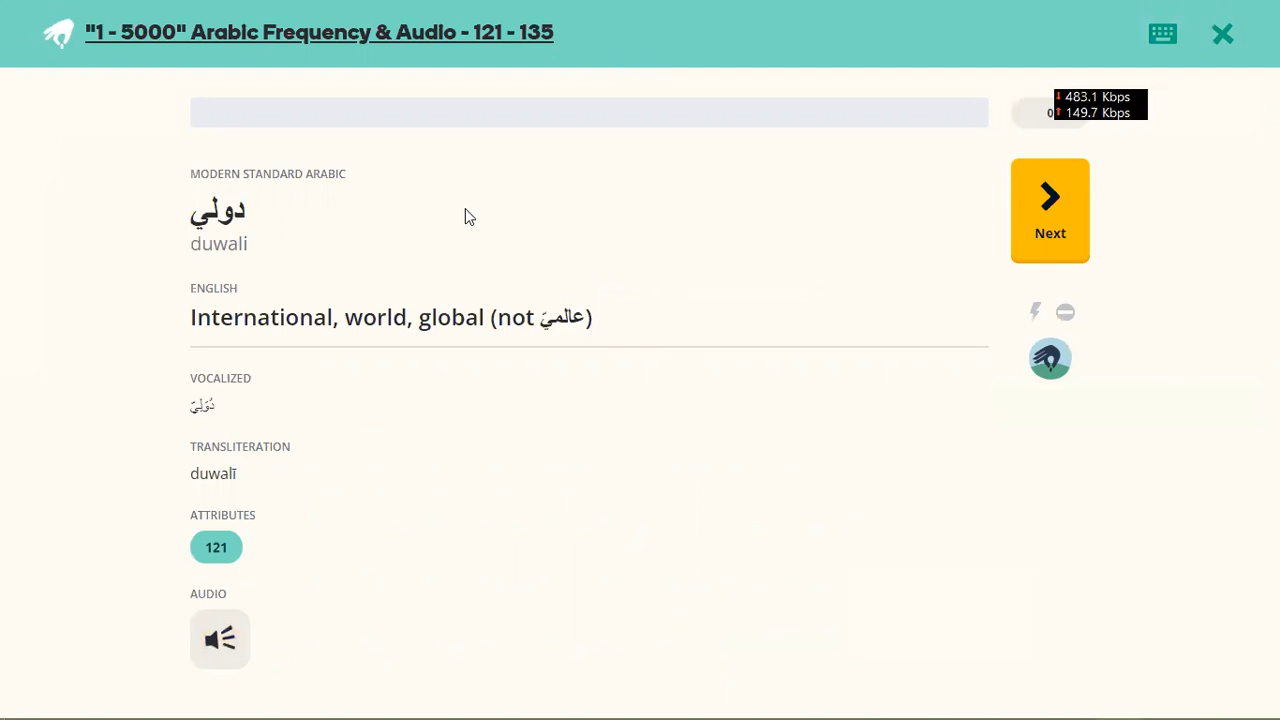 "1 - 5000" Arabic Frequency & Audio - 121 - 135
↓ 483.1 Kbps
0
↑ 149.7 Kbps
MODERN STANDARD ARABIC
دولي
duwali
Next
ENGLISH
International, world, global (not عالميّ)
VOCALIZED
دُوَلِيّ
TRANSLITERATION
duwalī
ATTRIBUTES
121
AUDIO